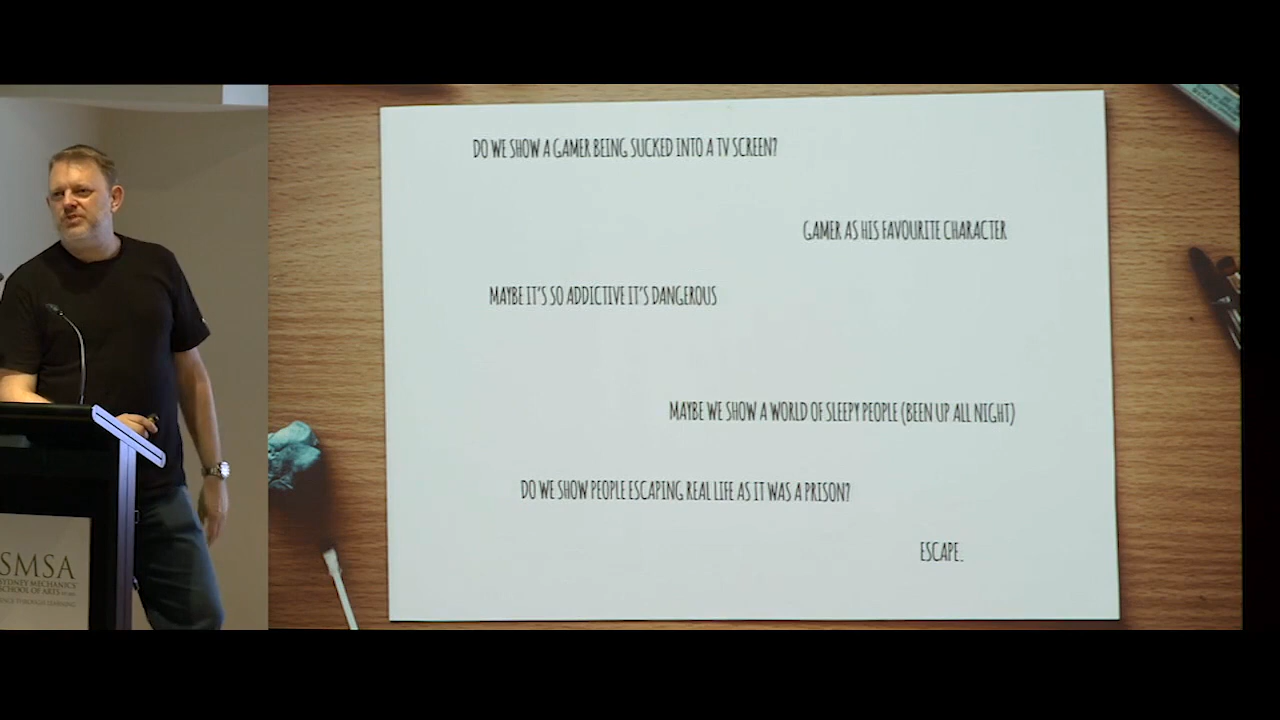 DO WE SHOW A GAMER BEING SUCKED INTO A TV SCREEN?
GAMER AS HIS FAVOURITE CHARACTER
MAYBE IT'S SO ADDICTIVE IT'S DANGEROUS
MAYBE WE SHOW A WORLD OF SLEEPY PEOPLE (BEEN UP ALL NIGHT)
DO WE SHOW PEOPLE ESCAPING REAL LIFE AS IT WAS A PRISON?
ESCAPE.
SMSA
SYDNEY MECHANICS'
SCHOOL OF ARTS
THROUGH LEARNING